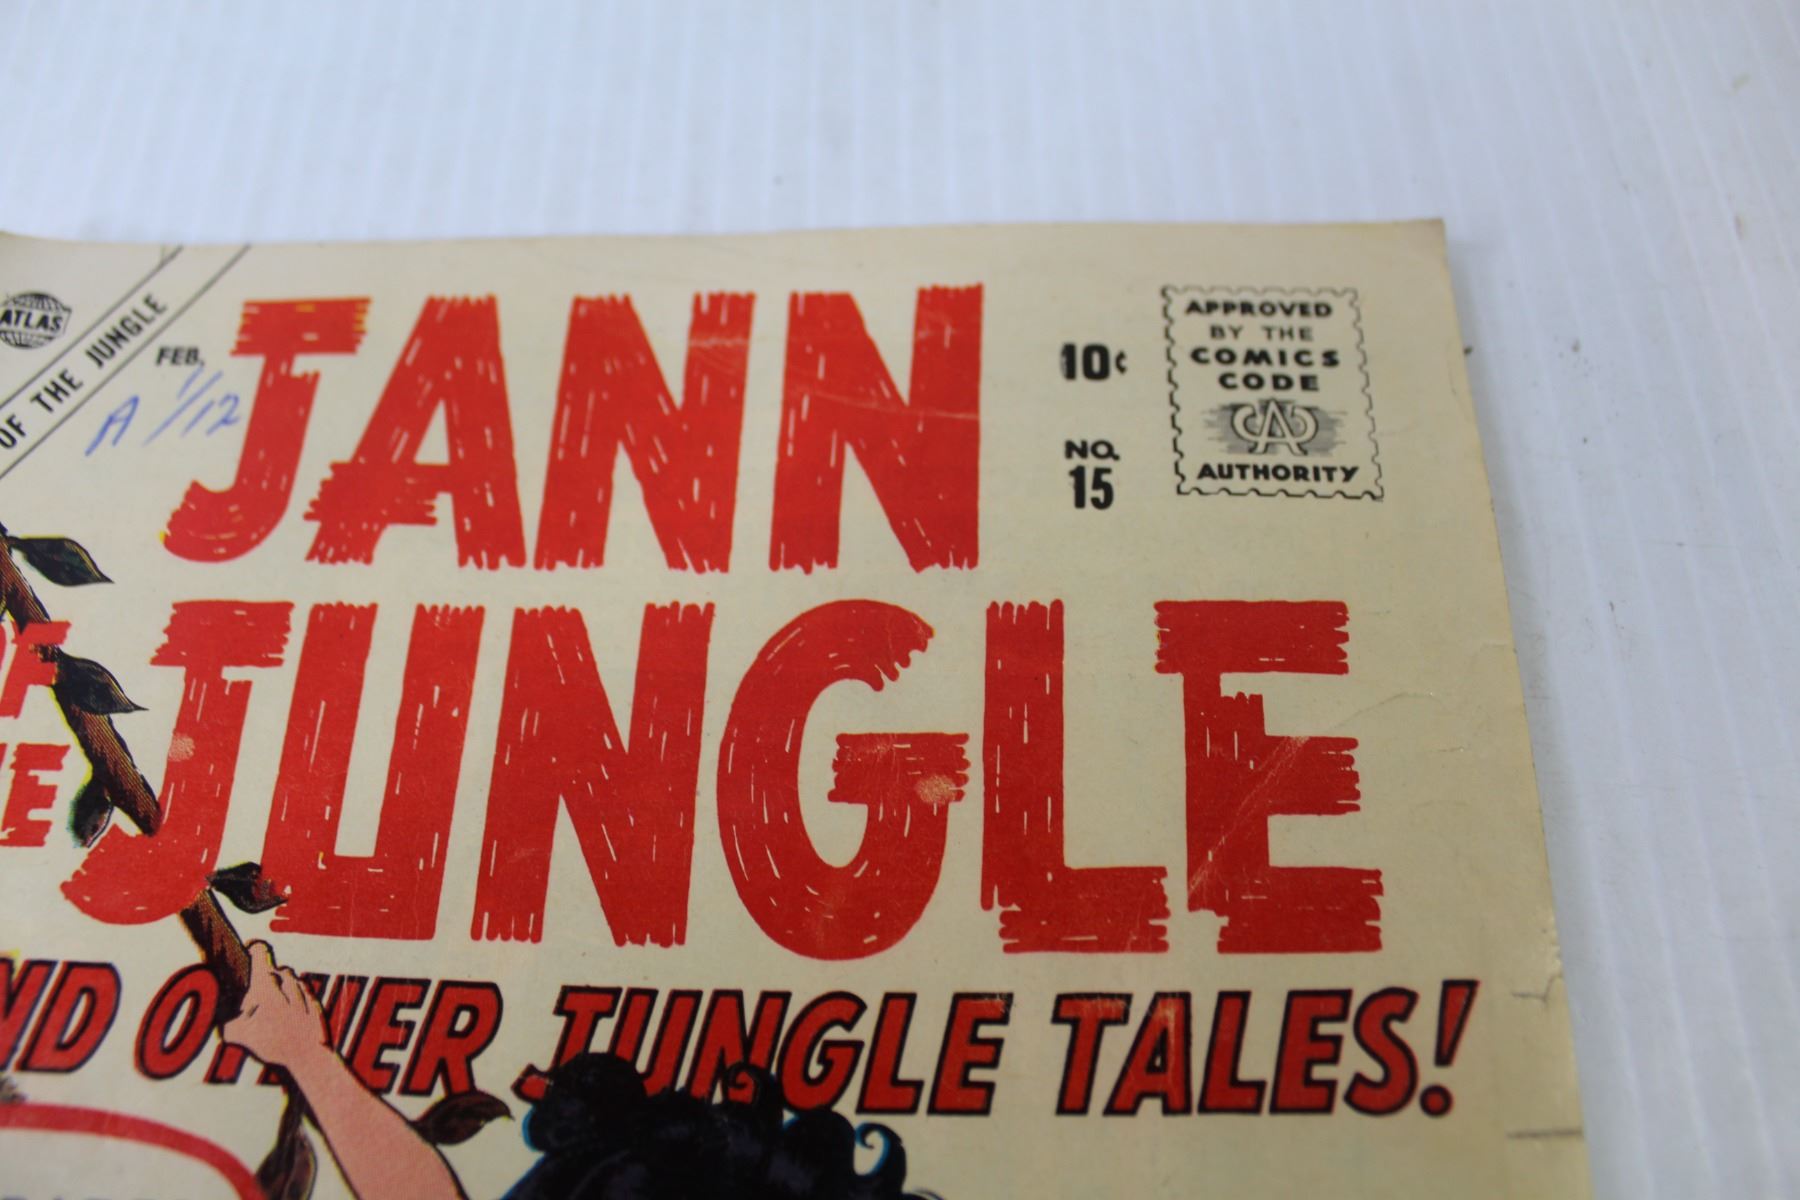 ATLAS
OF THE JUNGLE
FEB.
A 1/12
JANN
10¢
NO.
15
APPROVED
BY THE
COMICS
CODE
CA
AUTHORITY
OF
JUNGLE
ND OTHER JUNGLE TALES!